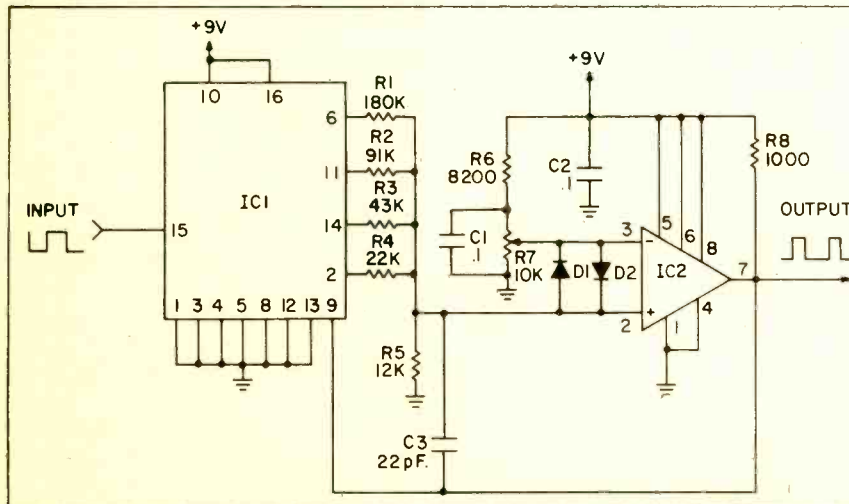 +9V
10
16
6
R1
180K
R2
91K
11
R3
43K
14
R4
22K
2
IC1
INPUT
15
1
3
4
5
8
12
13
9
R5
12K
C3
22pF.
+9V
R6
8200
C2
.1
R8
1000
C1
.1
R7
10K
D1
D2
3
-
5
6
8
IC2
7
+
2
1
4
OUTPUT